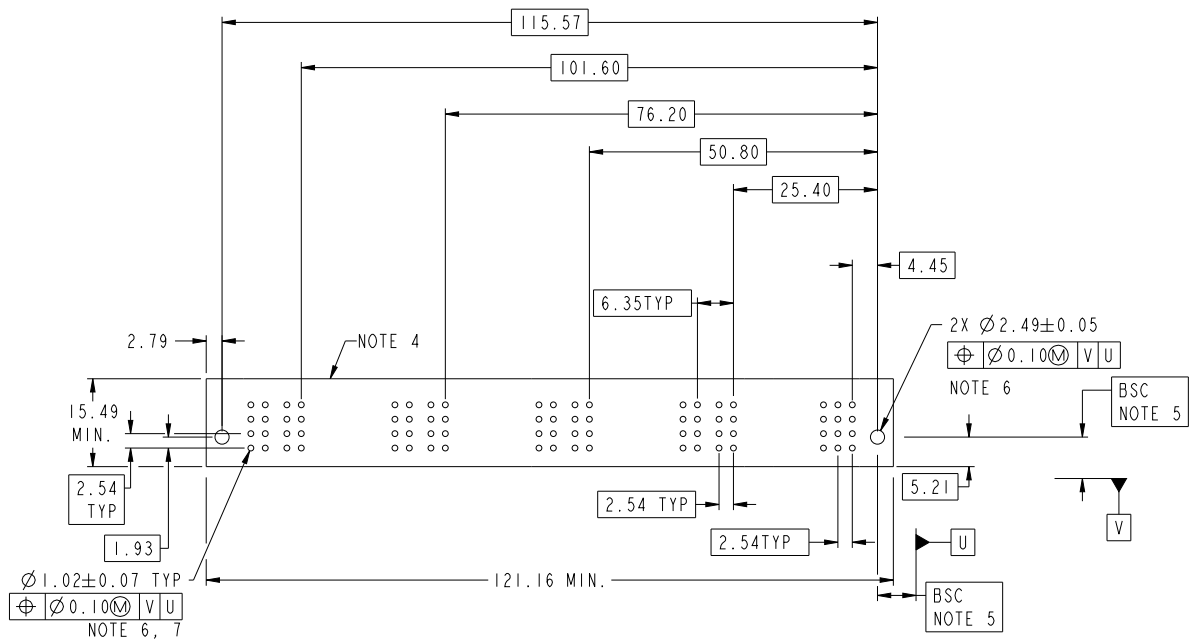 115.57
101.60
76.20
50.80
25.40
4.45
6.35TYP
2X Ø2.49±0.05
⌖ Ø0.10Ⓜ V U
NOTE 6
2.79
NOTE 4
BSC
NOTE 5
15.49
MIN.
2.54
TYP
2.54 TYP
5.21
V
1.93
2.54TYP
U
Ø1.02±0.07 TYP
⌖ Ø0.10Ⓜ V U
NOTE 6, 7
121.16 MIN.
BSC
NOTE 5